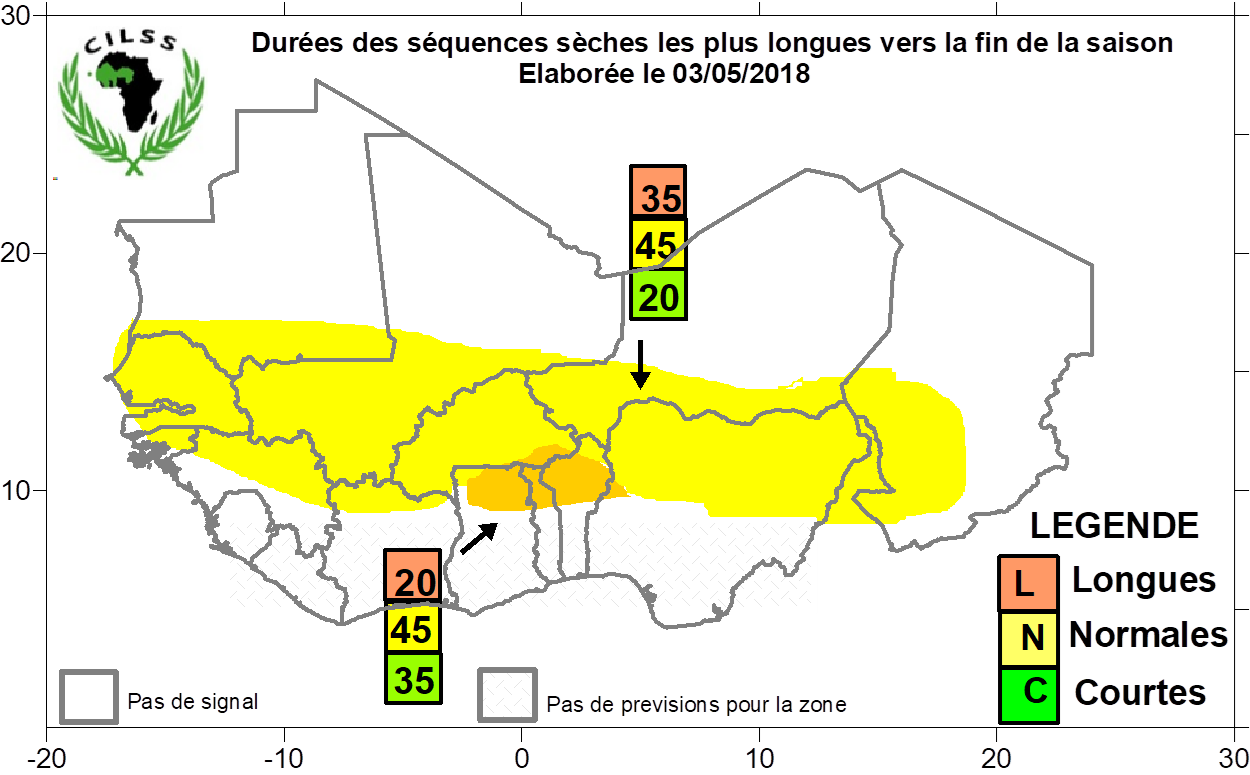 30
CILSS
Durées des séquences sèches les plus longues vers la fin de la saison
Elaborée le 03/05/2018
35
45
20
20
10
LEGENDE
L Longues
N Normales
C Courtes
20
45
35
Pas de signal
Pas de previsions pour la zone
-20 -10 0 10 20 30